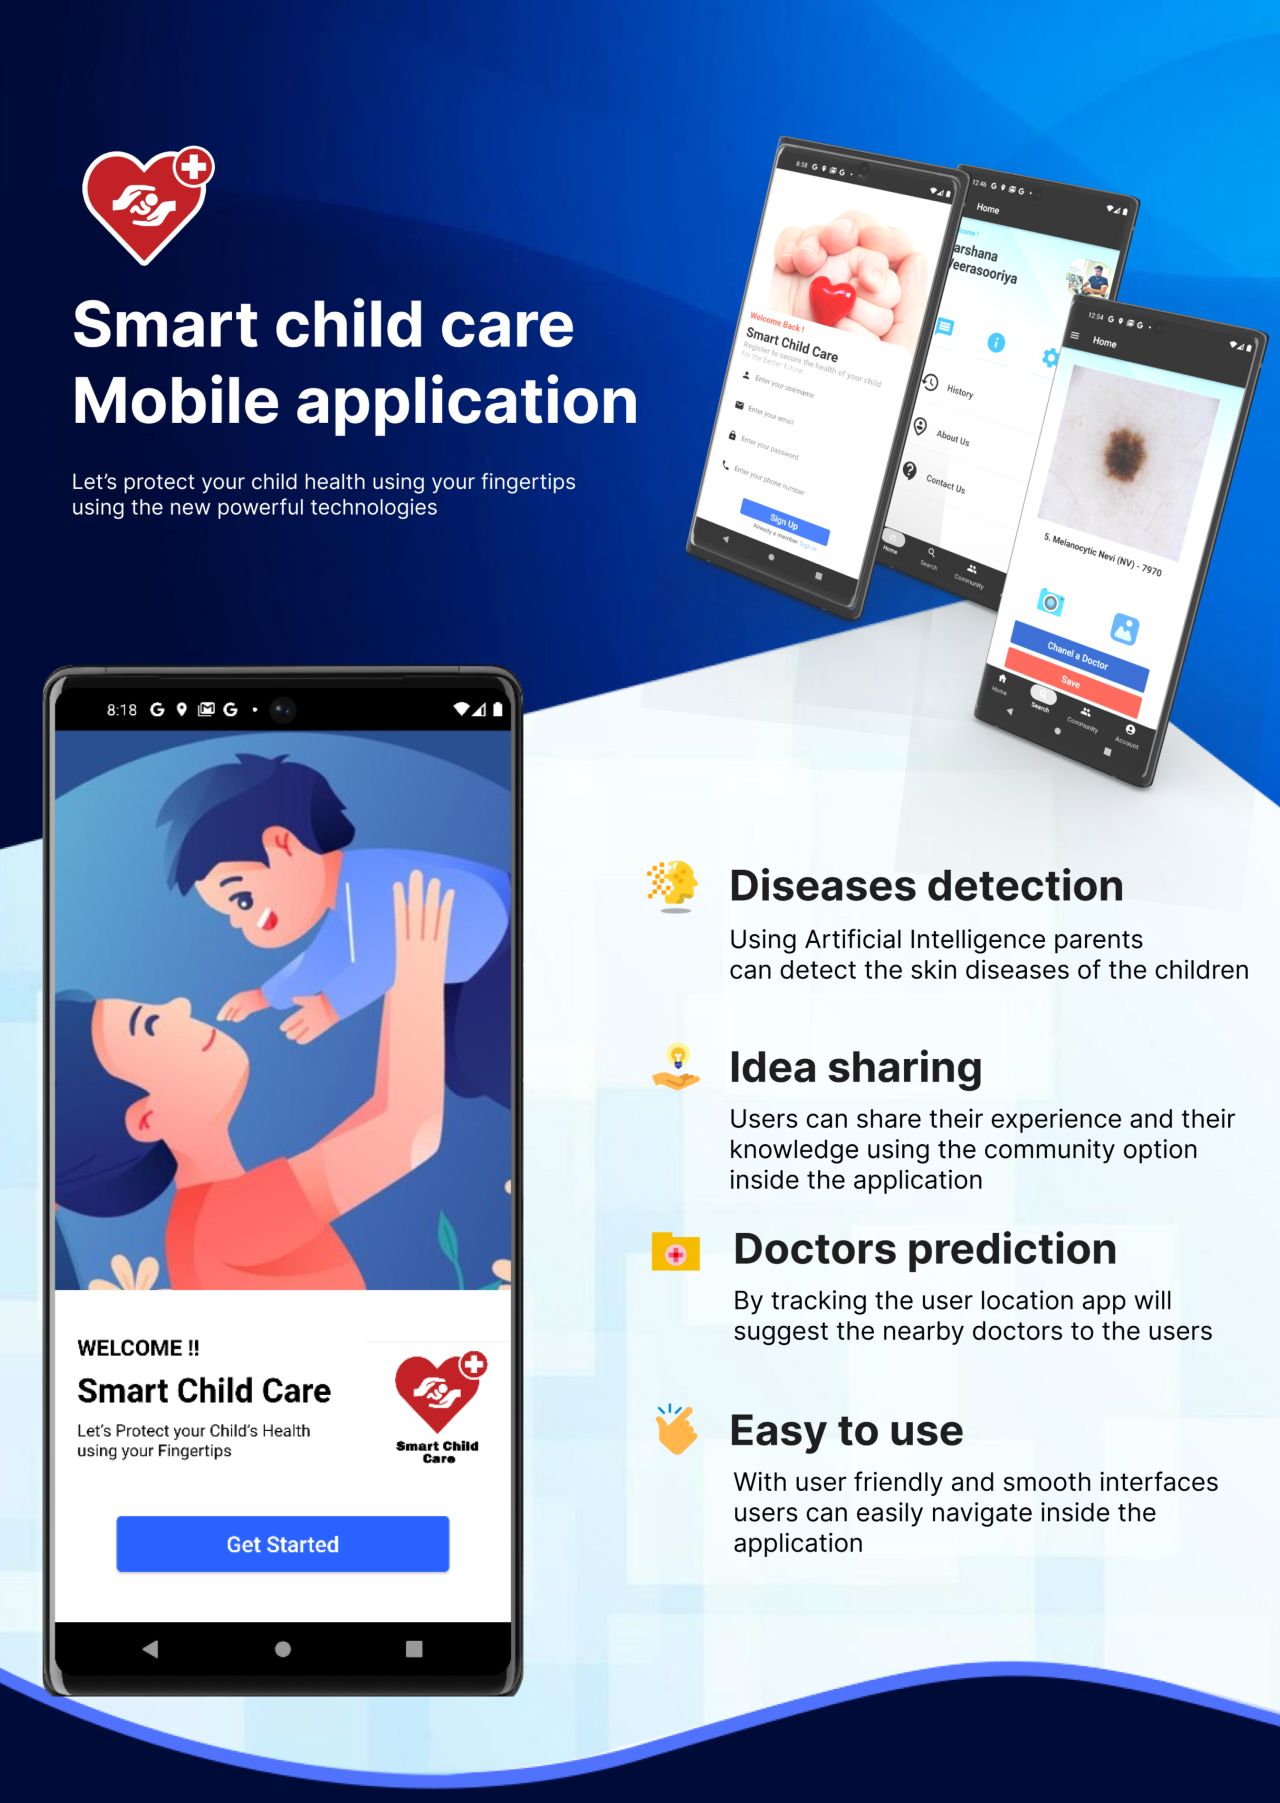 Smart child care
Mobile application
Let's protect your child health using your fingertips
using the new powerful technologies
8:58
Welcome Back !
Smart Child Care
Register to secure the health of your child
for the better future
Enter your username
Enter your email
Enter your password
Enter your phone number
Sign Up
Already a member Sign in
12:46
Home
come !
arshana
eerasooriya
History
About Us
Contact Us
Home
Search
Community
12:54
Home
5. Melanocytic Nevi (NV) - 7970
Chanel a Doctor
Save
Home
Search
Community
Account
8:18
WELCOME !!
Smart Child Care
Let's Protect your Child's Health
using your Fingertips
Smart Child
Care
Get Started
Diseases detection
Using Artificial Intelligence parents
can detect the skin diseases of the children
Idea sharing
Users can share their experience and their
knowledge using the community option
inside the application
Doctors prediction
By tracking the user location app will
suggest the nearby doctors to the users
Easy to use
With user friendly and smooth interfaces
users can easily navigate inside the
application